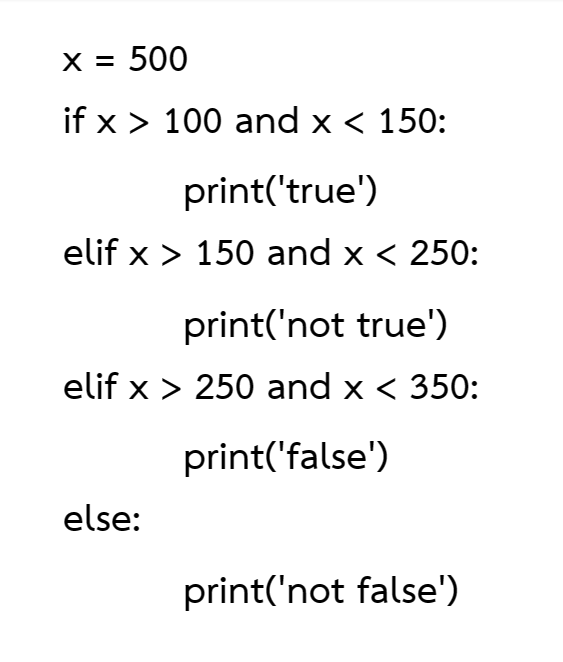 x = 500
if x > 100 and x < 150:
print('true')
elif x > 150 and x < 250:
print('not true')
elif x > 250 and x < 350:
print('false')
else:
print('not false')